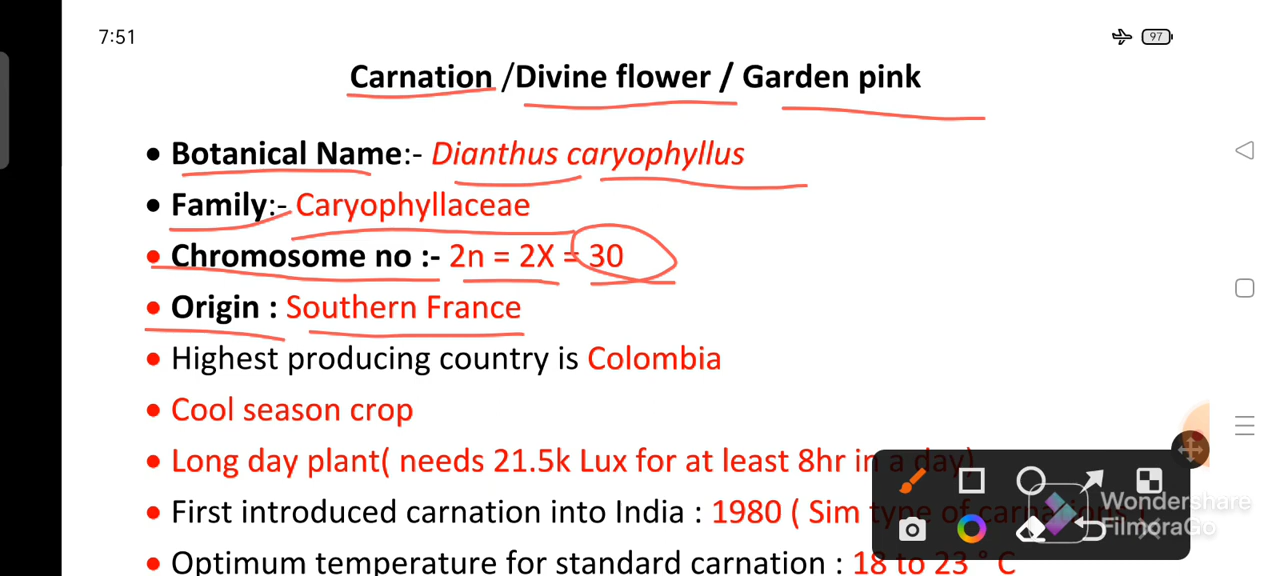 7:51
97
Carnation /Divine flower / Garden pink
• Botanical Name:- Dianthus caryophyllus
• Family:- Caryophyllaceae
• Chromosome no :- 2n = 2X = 30
• Origin : Southern France
• Highest producing country is Colombia
• Cool season crop
• Long day plant( needs 21.5k Lux for at least 8hr in a day)
• First introduced carnation into India : 1980 ( Sim type of carnations )
Wondershare
FilmoraGo
• Optimum temperature for standard carnation : 18 to 23 ° C